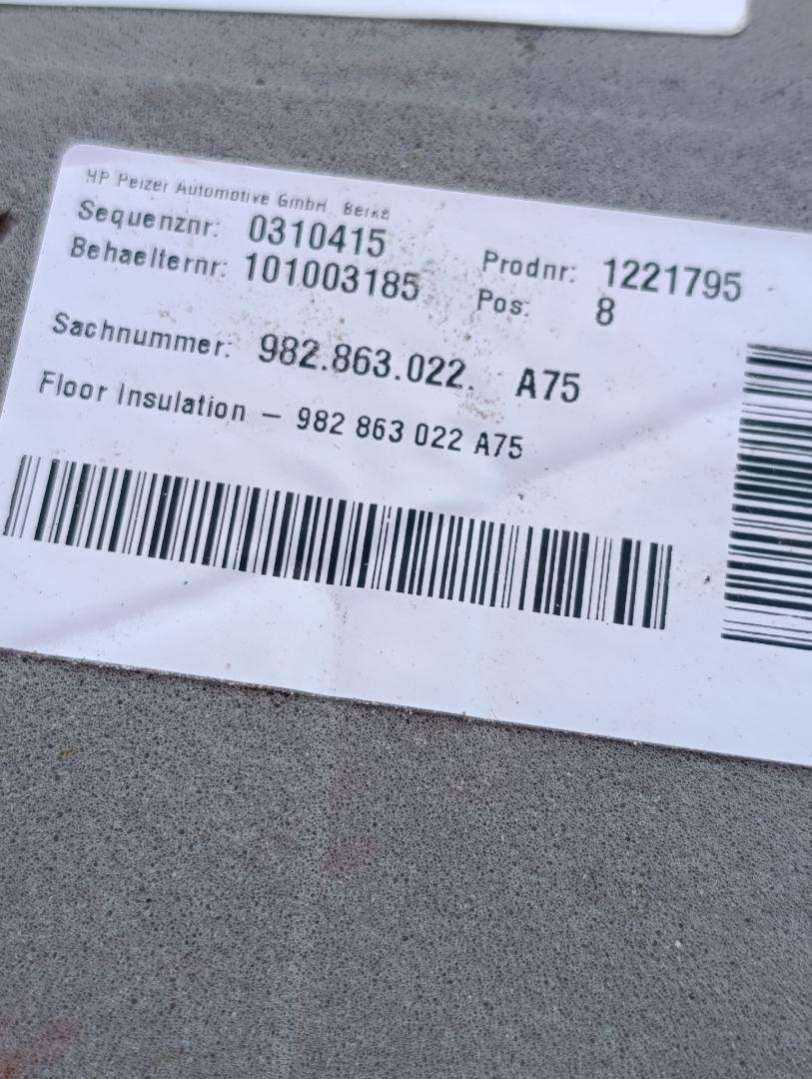 HP Pelzer Automotive GmbH
Sequenznr: 0310415
Behaelternr: 101003185
Prodnr: 1221795
Pos: 8
Sachnummer: 982.863.022. A75
Floor Insulation – 982 863 022 A75